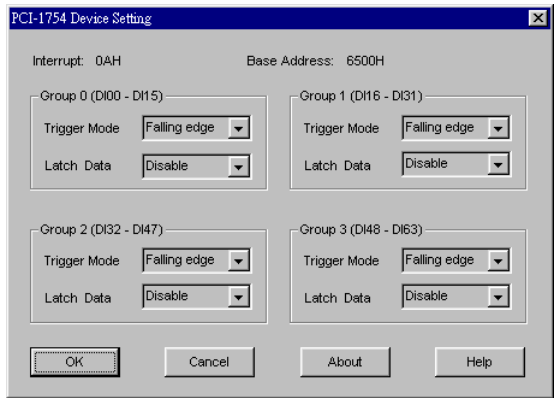 PCI-1754 Device Setting
Interrupt: 0AH Base Address: 6500H
Group 0 (DI00 - DI15)
Trigger Mode Falling edge
Latch Data Disable
Group 1 (DI16 - DI31)
Trigger Mode Falling edge
Latch Data Disable
Group 2 (DI32 - DI47)
Trigger Mode Falling edge
Latch Data Disable
Group 3 (DI48 - DI63)
Trigger Mode Falling edge
Latch Data Disable
OK Cancel About Help